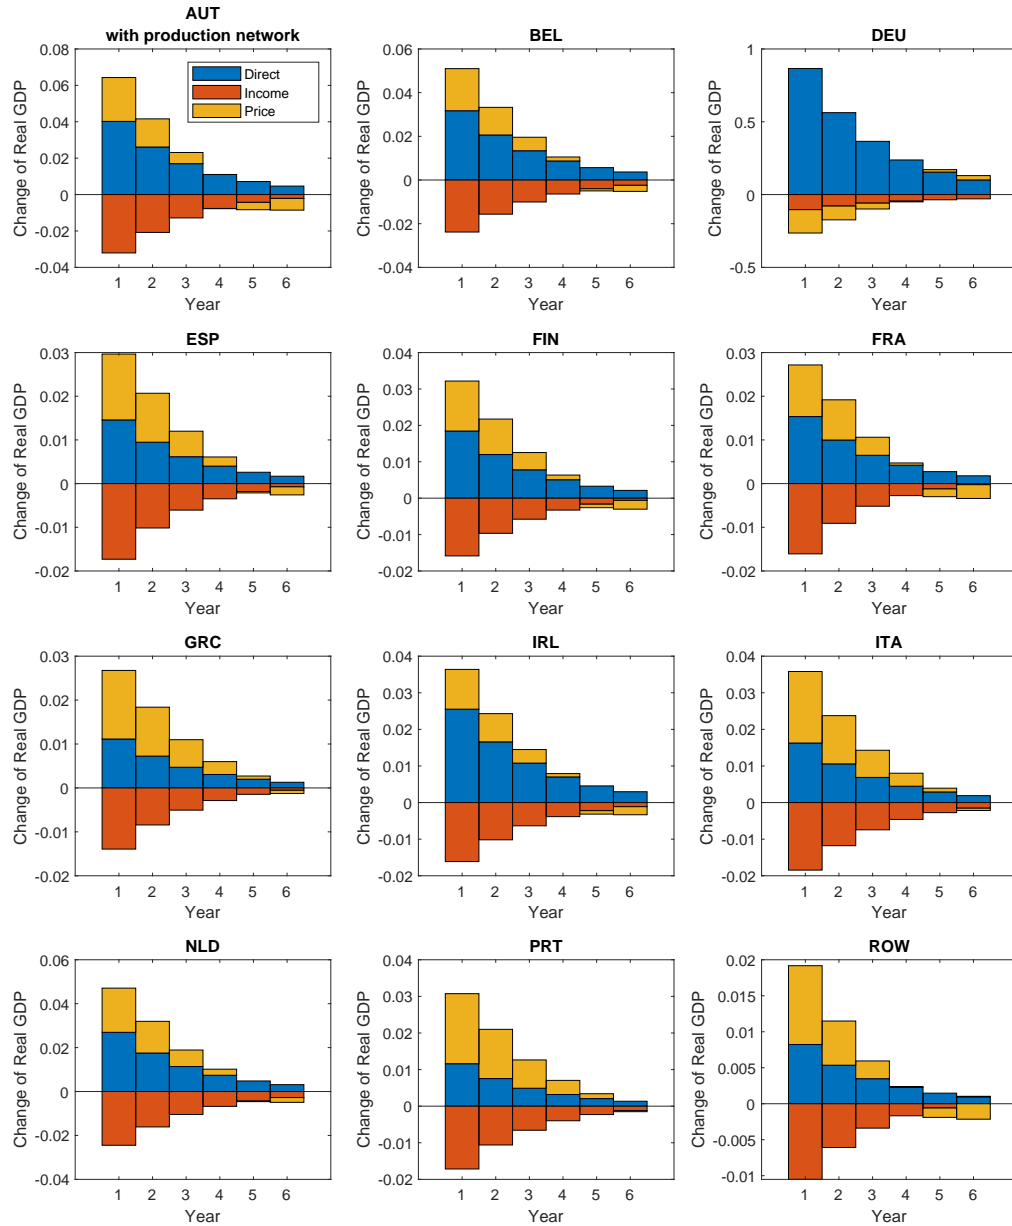 AUT
with production network
BEL
DEU
0.08
0.06
0.04
0.02
0
-0.02
-0.04
Change of Real GDP
Direct
Income
Price
1 2 3 4 5 6
Year
0.06
0.04
0.02
0
-0.02
-0.04
Change of Real GDP
1 2 3 4 5 6
Year
1
0.5
0
-0.5
Change of Real GDP
1 2 3 4 5 6
Year
ESP
0.03
0.02
0.01
0
-0.01
-0.02
Change of Real GDP
1 2 3 4 5 6
Year
FIN
0.04
0.03
0.02
0.01
0
-0.01
-0.02
Change of Real GDP
1 2 3 4 5 6
Year
FRA
0.03
0.02
0.01
0
-0.01
-0.02
Change of Real GDP
1 2 3 4 5 6
Year
GRC
0.03
0.02
0.01
0
-0.01
-0.02
Change of Real GDP
1 2 3 4 5 6
Year
IRL
0.04
0.03
0.02
0.01
0
-0.01
-0.02
Change of Real GDP
1 2 3 4 5 6
Year
ITA
0.04
0.03
0.02
0.01
0
-0.01
-0.02
Change of Real GDP
1 2 3 4 5 6
Year
NLD
0.06
0.04
0.02
0
-0.02
-0.04
Change of Real GDP
1 2 3 4 5 6
Year
PRT
0.04
0.03
0.02
0.01
0
-0.01
-0.02
Change of Real GDP
1 2 3 4 5 6
Year
ROW
0.02
0.015
0.01
0.005
0
-0.005
-0.01
Change of Real GDP
1 2 3 4 5 6
Year